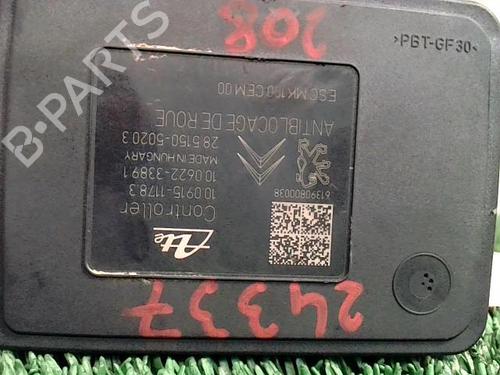 B-PARTS
>PBT-GF30<
208
ESC MK100 CEM 00
ANTIBLOCAGE DE ROUE
28.5150-5020.3
MADE IN HUNGARY
10.0622-3389.1
10.0915-1178.3
Controller
Ate
61390800038
24337